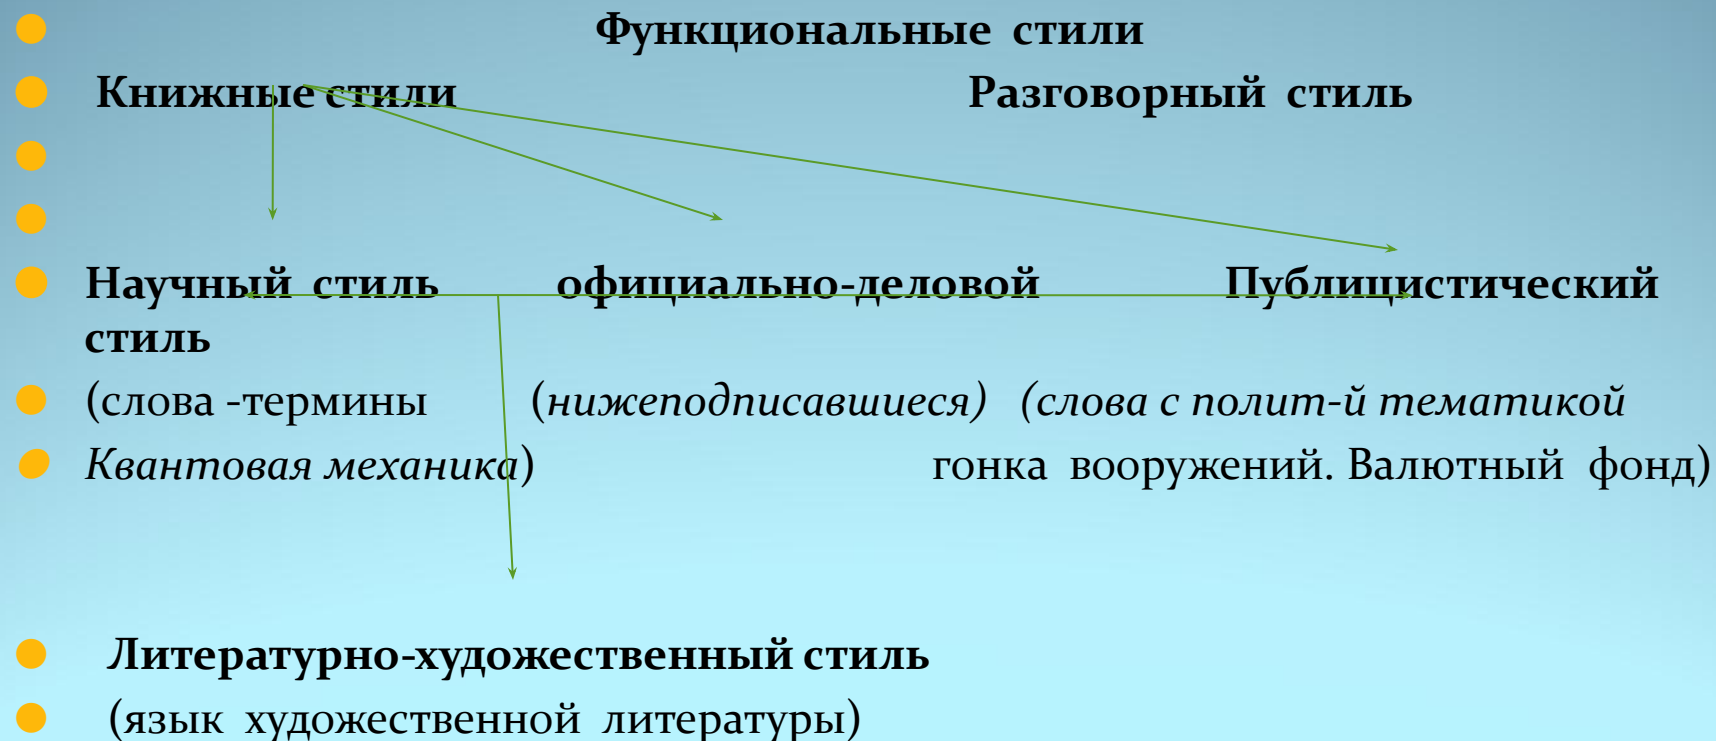 Функциональные стили
Книжные стили Разговорный стиль
Научный стиль официально-деловой Публицистический
стиль
(слова -термины (нижеподписавшиеся) (слова с полит-й тематикой
Квантовая механика) гонка вооружений. Валютный фонд)
Литературно-художественный стиль
(язык художественной литературы)